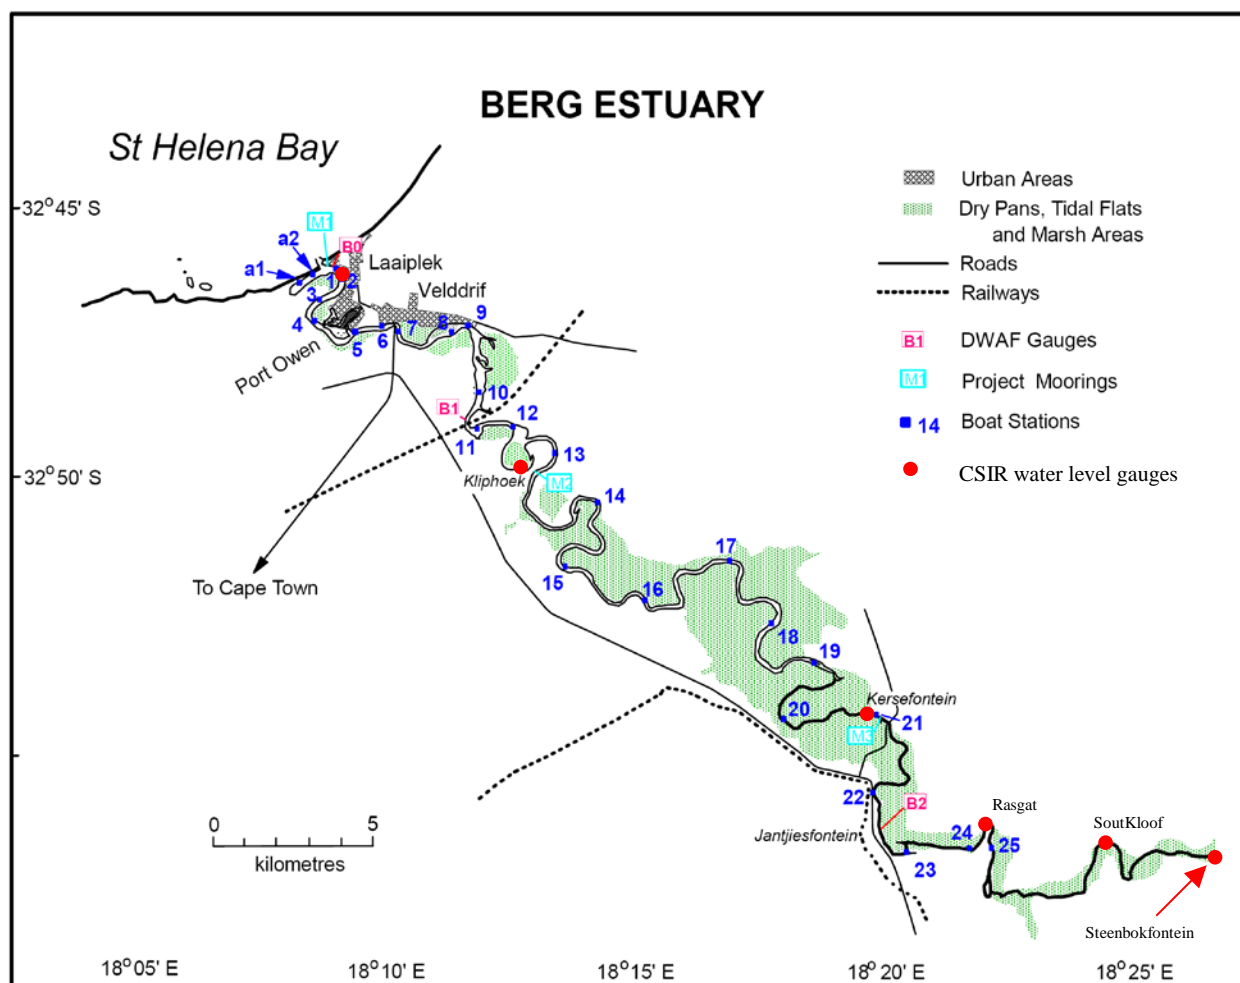 BERG ESTUARY
St Helena Bay
32°45' S
32°50' S
Urban Areas
Dry Pans, Tidal Flats
and Marsh Areas
Roads
Railways
B1 DWAF Gauges
M1 Project Moorings
14 Boat Stations
CSIR water level gauges
M1
B0
a2
a1
1
2
Laaiplek
3
4
Velddrif
5
6
7
8
9
Port Owen
10
B1
11
12
13
Kliphoek
M2
14
15
16
17
18
19
20
To Cape Town
Kersefontein
21
M3
22
B2
Jantjiesfontein
23
24
25
Rasgat
SoutKloof
Steenbokfontein
0 5
kilometres
18°05' E 18°10' E 18°15' E 18°20' E 18°25' E